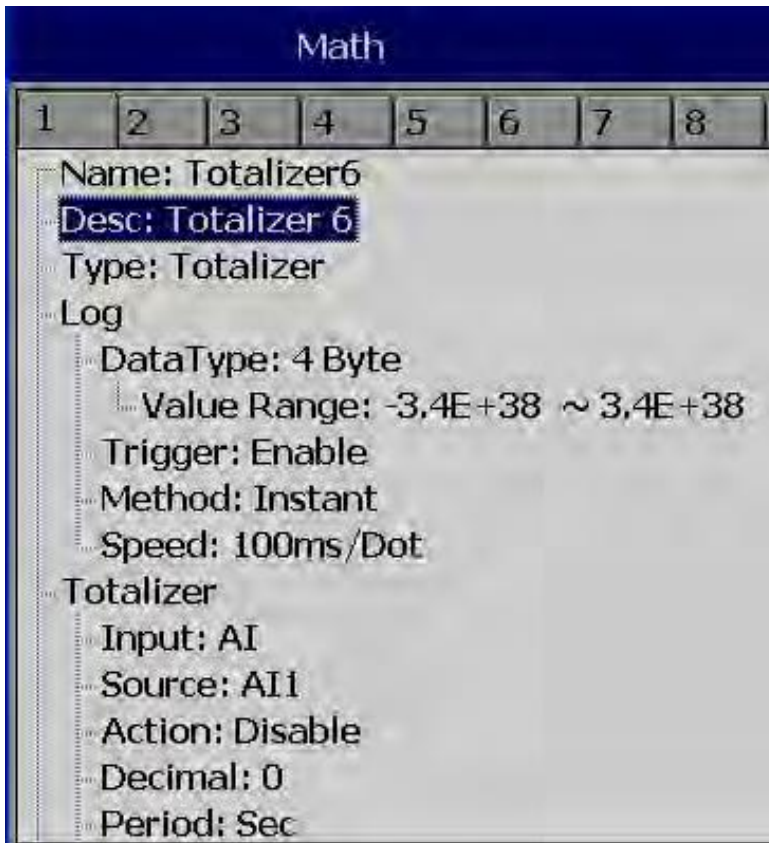 Math
1 2 3 4 5 6 7 8
Name: Totalizer6
Desc: Totalizer 6
Type: Totalizer
Log
DataType: 4 Byte
Value Range: -3.4E+38 ~ 3.4E+38
Trigger: Enable
Method: Instant
Speed: 100ms/Dot
Totalizer
Input: AI
Source: AI1
Action: Disable
Decimal: 0
Period: Sec